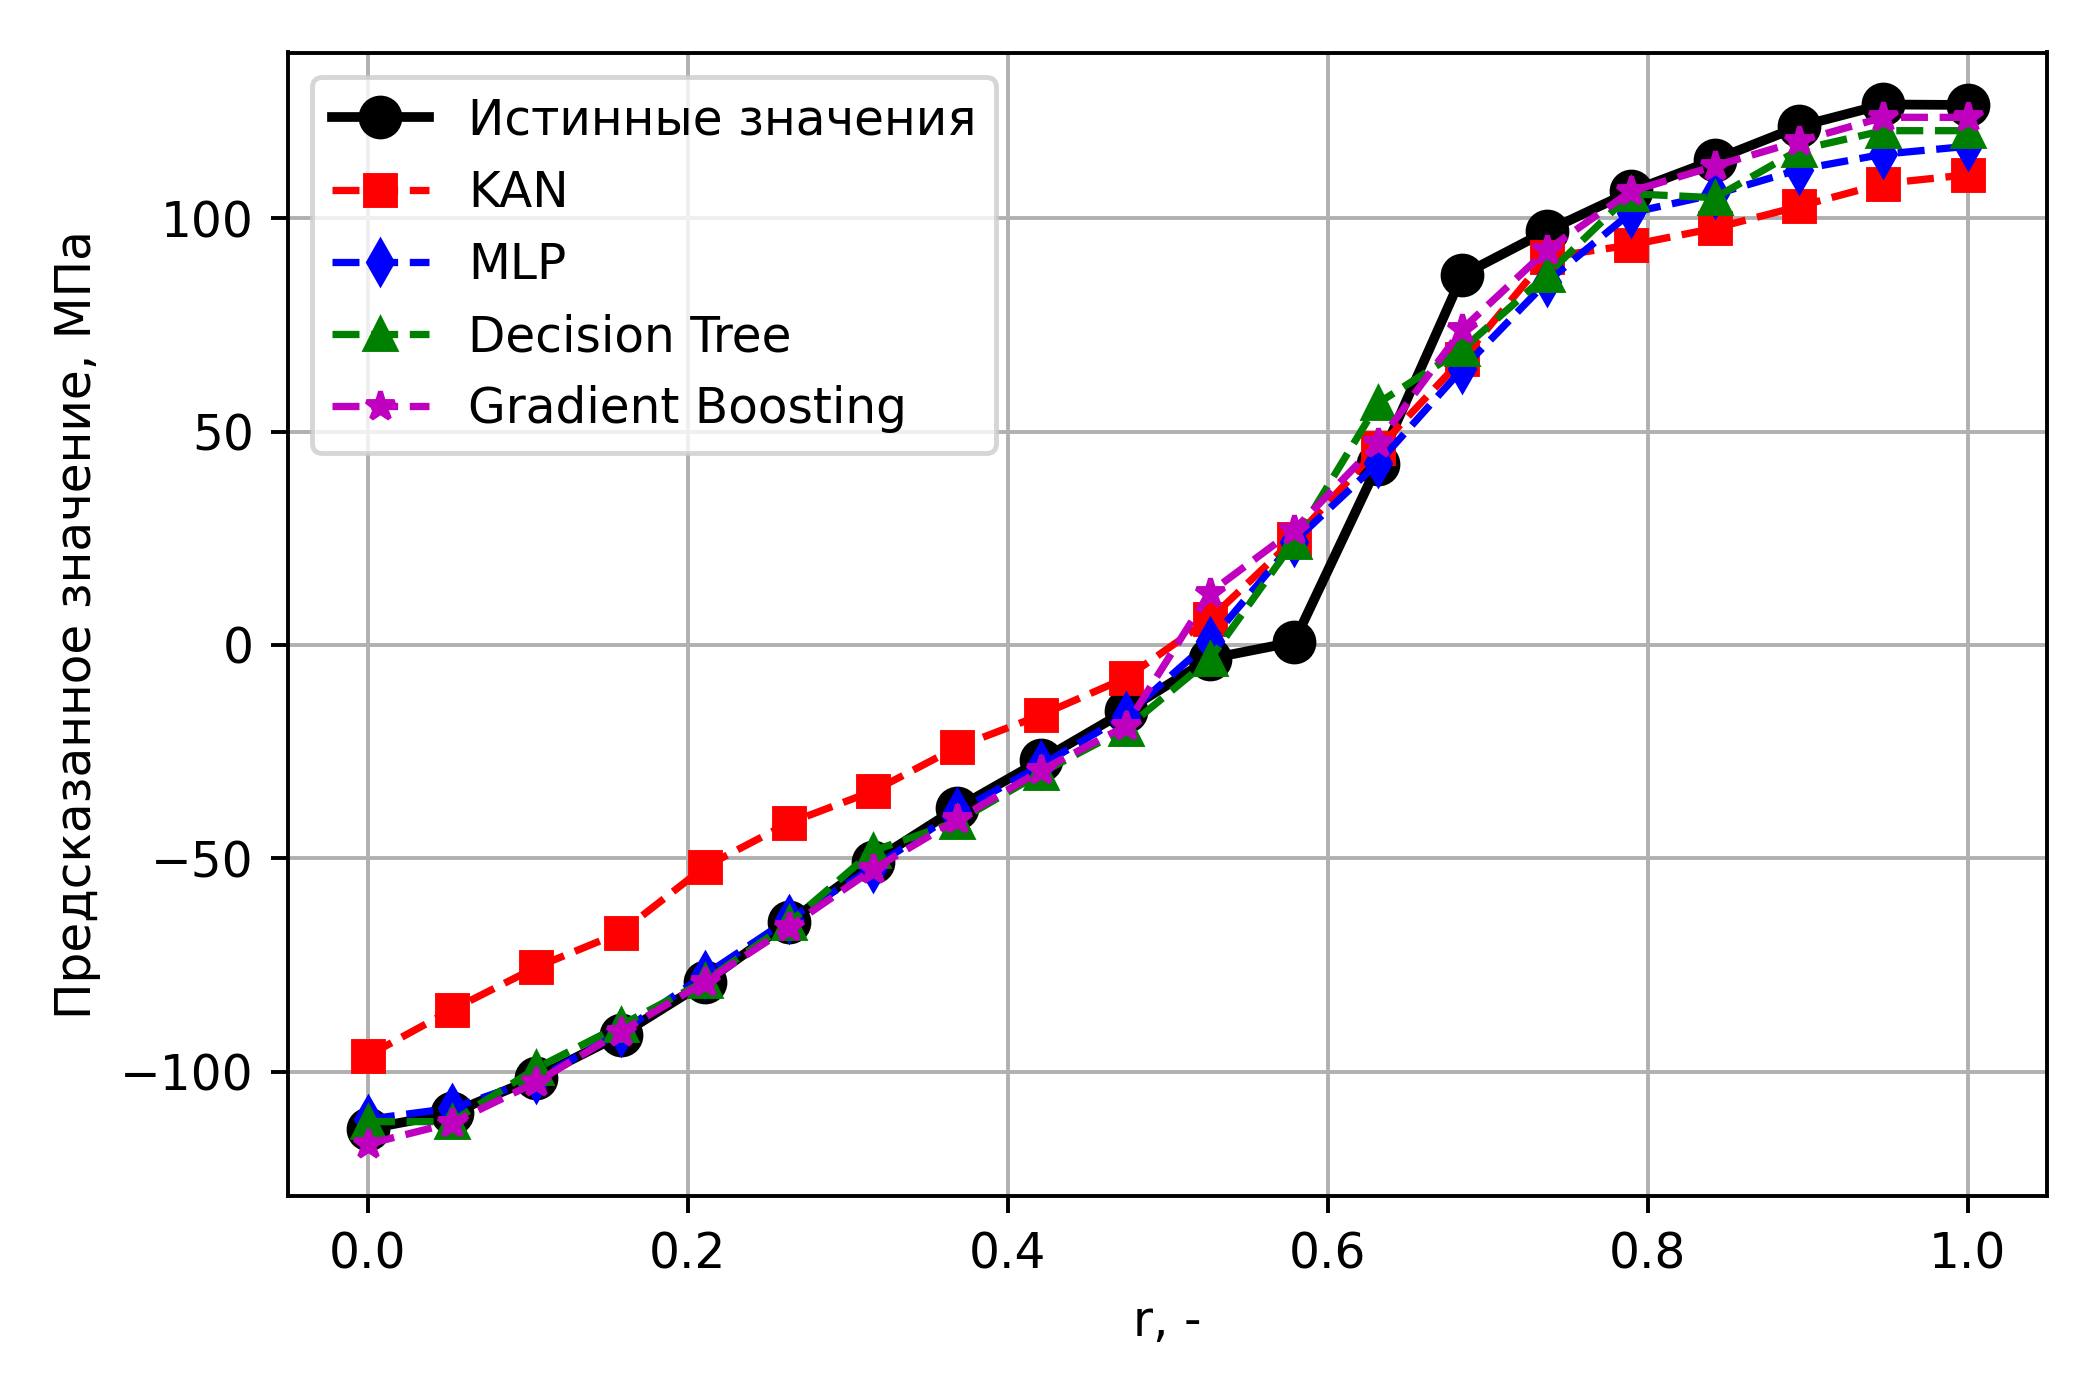 Истинные значения
KAN
MLP
Decision Tree
Gradient Boosting
Предсказанное значение, МПа
100
50
0
−50
−100
0.0 0.2 0.4 0.6 0.8 1.0
r, -